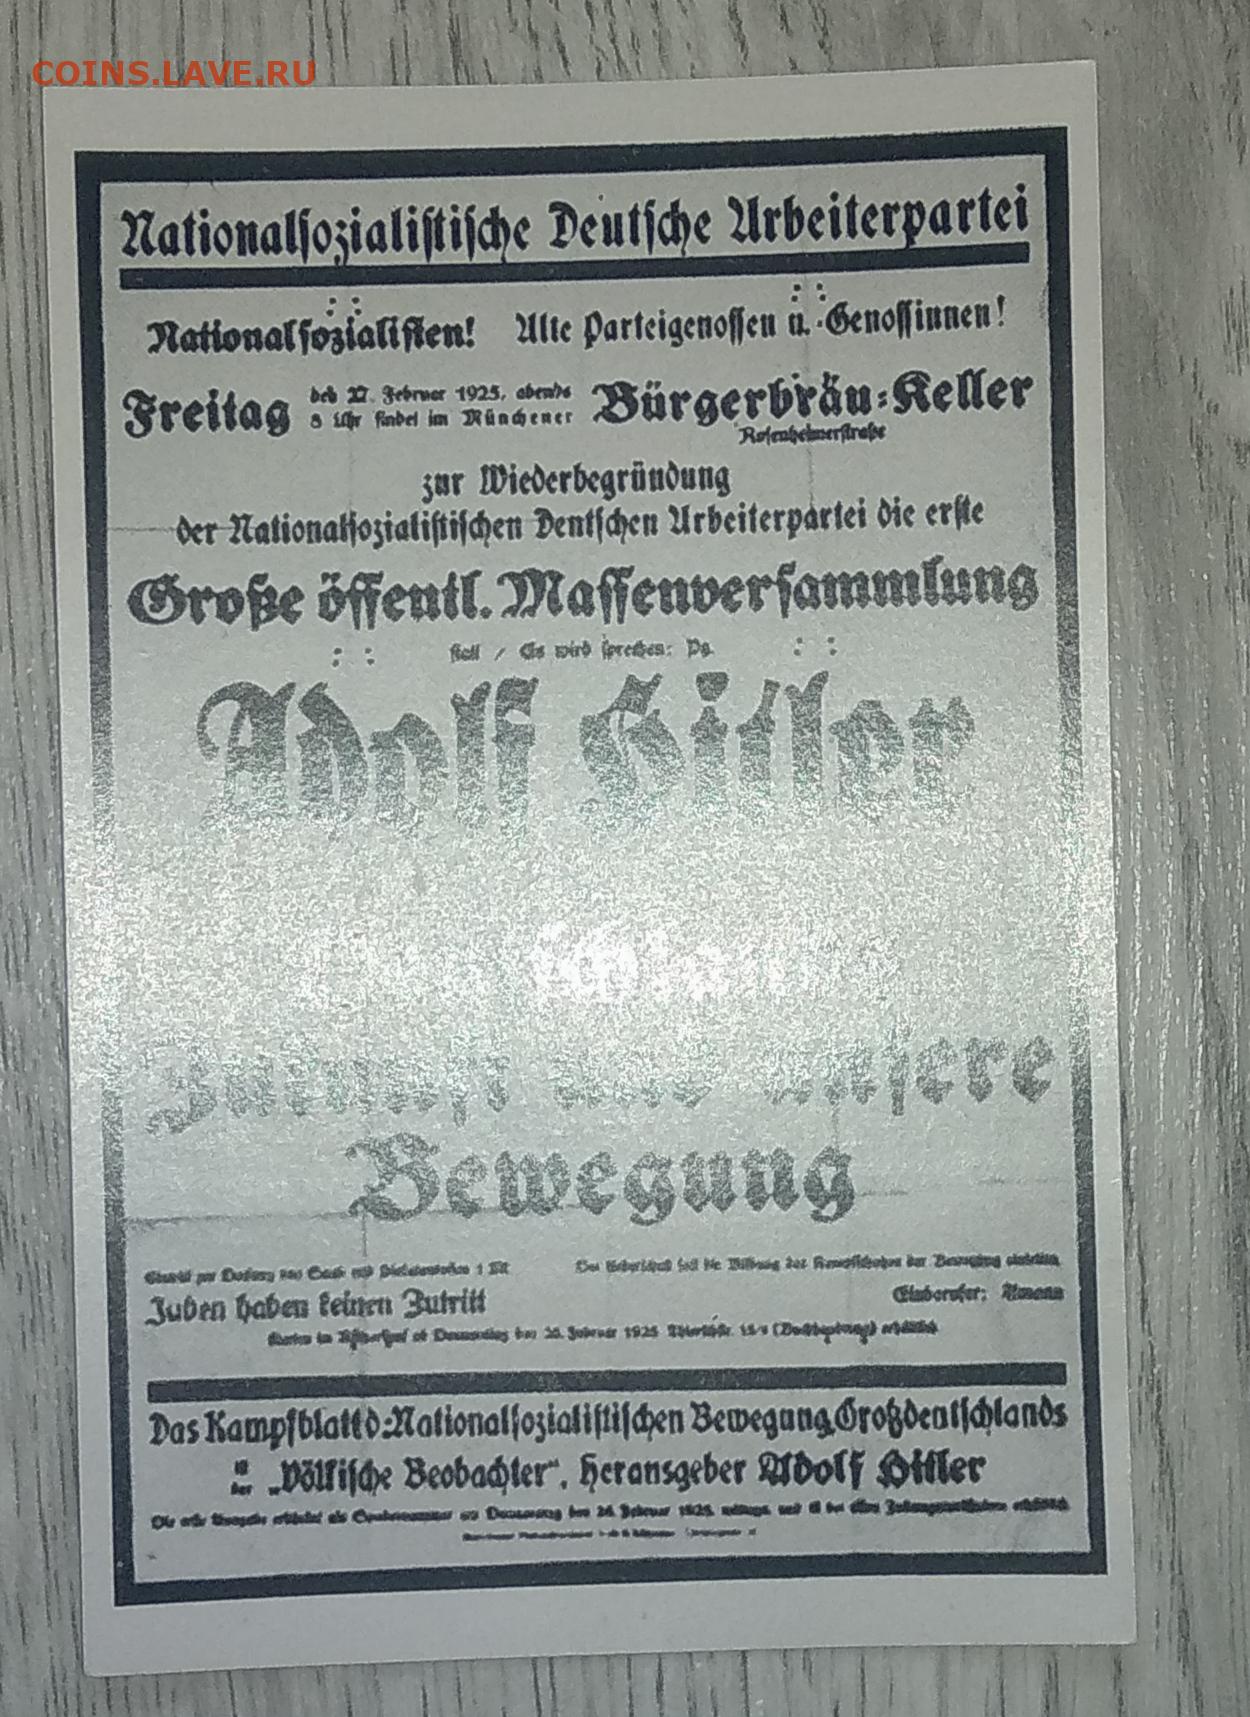 COINS.LAVE.RU
Nationalsozialistische Deutsche Arbeiterpartei
Nationalsozialisten! Alte Parteigenossen u. Genossinnen!
Freitag den 27. Februar 1925, abends
8 Uhr findet im Münchener
Bürgerbräu=Keller
Rosenheimerstraße
zur Wiederbegründung
der Nationalsozialistischen Deutschen Arbeiterpartei die erste
Große öffentl. Massenversammlung
statt / Es wird sprechen: Pg.
Adolf Hitler
Zukunft und unsere
Bewegung
Juden haben keinen Zutritt
Einberufer: Amann
Das Kampfblatt d. Nationalsozialistischen Bewegung Großdeutschlands
ist der „Völkische Beobachter“, Herausgeber Adolf Hitler